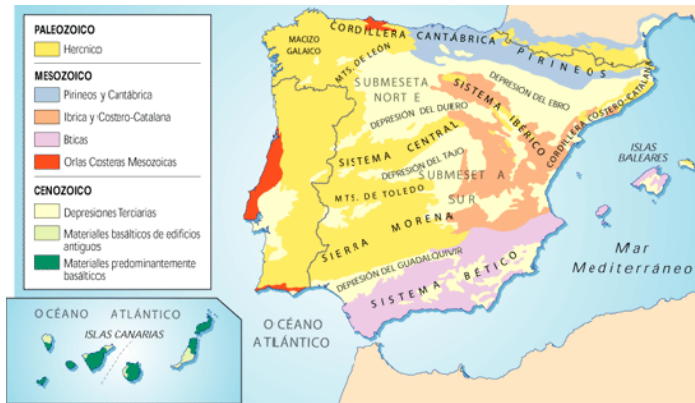 PALEOZOICO
Hercnico
MESOZOICO
Pirineos y Cantábrica
Ibrica y Costero-Catalana
Bticas
Orlas Costeras Mesozoicas
CENOZOICO
Depresiones Terciarias
Materiales basálticos de edificios
antiguos
Materiales predominantemente
basálticos
OCÉANO ATLÁNTICO
ISLAS CANARIAS
CORDILLERA CANTÁBRICA
MACIZO
GALAICO
MTS. DE LEÓN
PIRINEOS
SUBMESETA
NORTE
DEPRESIÓN DEL EBRO
DEPRESIÓN DEL DUERO
SISTEMA IBÉRICO
CORDILLERA COSTERO-CATALANA
SISTEMA CENTRAL
DEPRESIÓN DEL TAJO
SUBMESETA
SUR
ISLAS
BALEARES
MTS. DE TOLEDO
SIERRA MORENA
DEPRESIÓN DEL GUADALQUIVIR
SISTEMA BÉTICO
Mar
Mediterráneo
OCÉANO
ATLÁNTICO